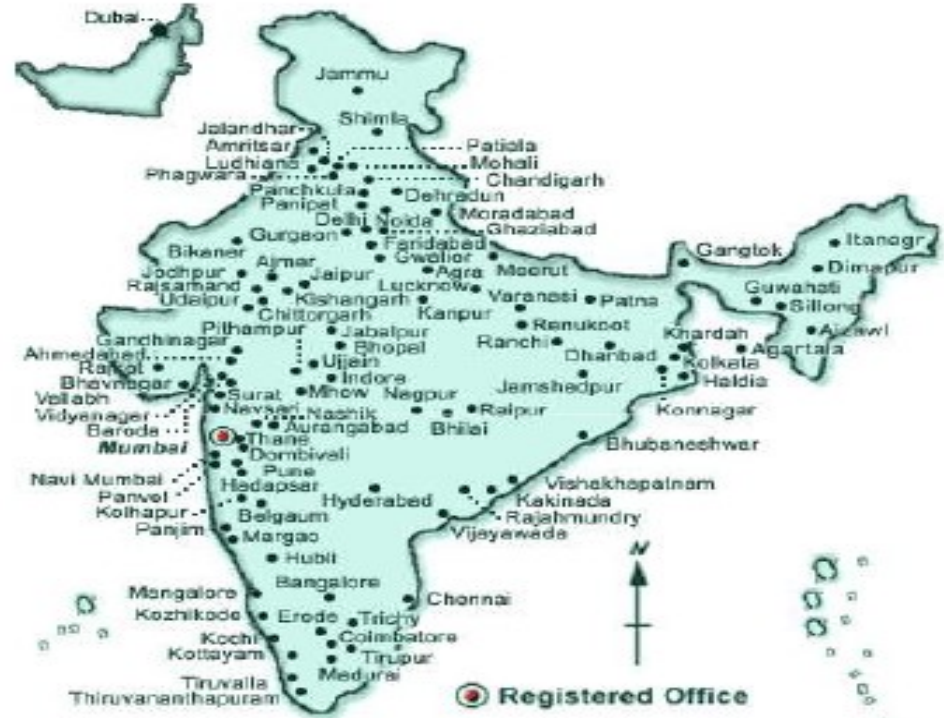 Dubai
Jammu
Shimla
Jalandhar
Amritsar
Ludhiana
Phagwara
Patiala
Mohali
Chandigarh
Panchkula
Panipat
Dehradun
Delhi
Noida
Moradabad
Ghaziabad
Gurgaon
Bikaner
Faridabad
Gwalior
Meerut
Gangtok
Itanagr
Dimapur
Jodhpur
Ajmer
Jaipur
Agra
Rajsamand
Lucknow
Guwahati
Udaipur
Kishangarh
Varanasi
Patna
Sillong
Chittorgarh
Kanpur
Pithampur
Jabalpur
Renukoot
Khardah
Aizawl
Gandhinagar
Bhopal
Ranchi
Dhanbad
Agartala
Ahmedabad
Ujjain
Kolkata
Rajkot
Indore
Jamshedpur
Haldia
Bhavnagar
Mhow
Nagpur
Vallabh
Vidyanagar
Surat
Konnagar
Navsari
Nashik
Raipur
Baroda
Aurangabad
Bhilai
Mumbai
Thane
Bhubaneshwar
Dombivali
Navi Mumbai
Pune
Panvel
Hadapsar
Vishakhapatnam
Kolhapur
Hyderabad
Kakinada
Belgaum
Rajahmundry
Panjim
Margao
Vijayawada
Hubli
N
Bangalore
Mangalore
Chennai
Kozhikode
Erode
Trichy
Kochi
Coimbatore
Kottayam
Tirupur
Madurai
Tiruvalla
Thiruvananthapuram
Registered Office